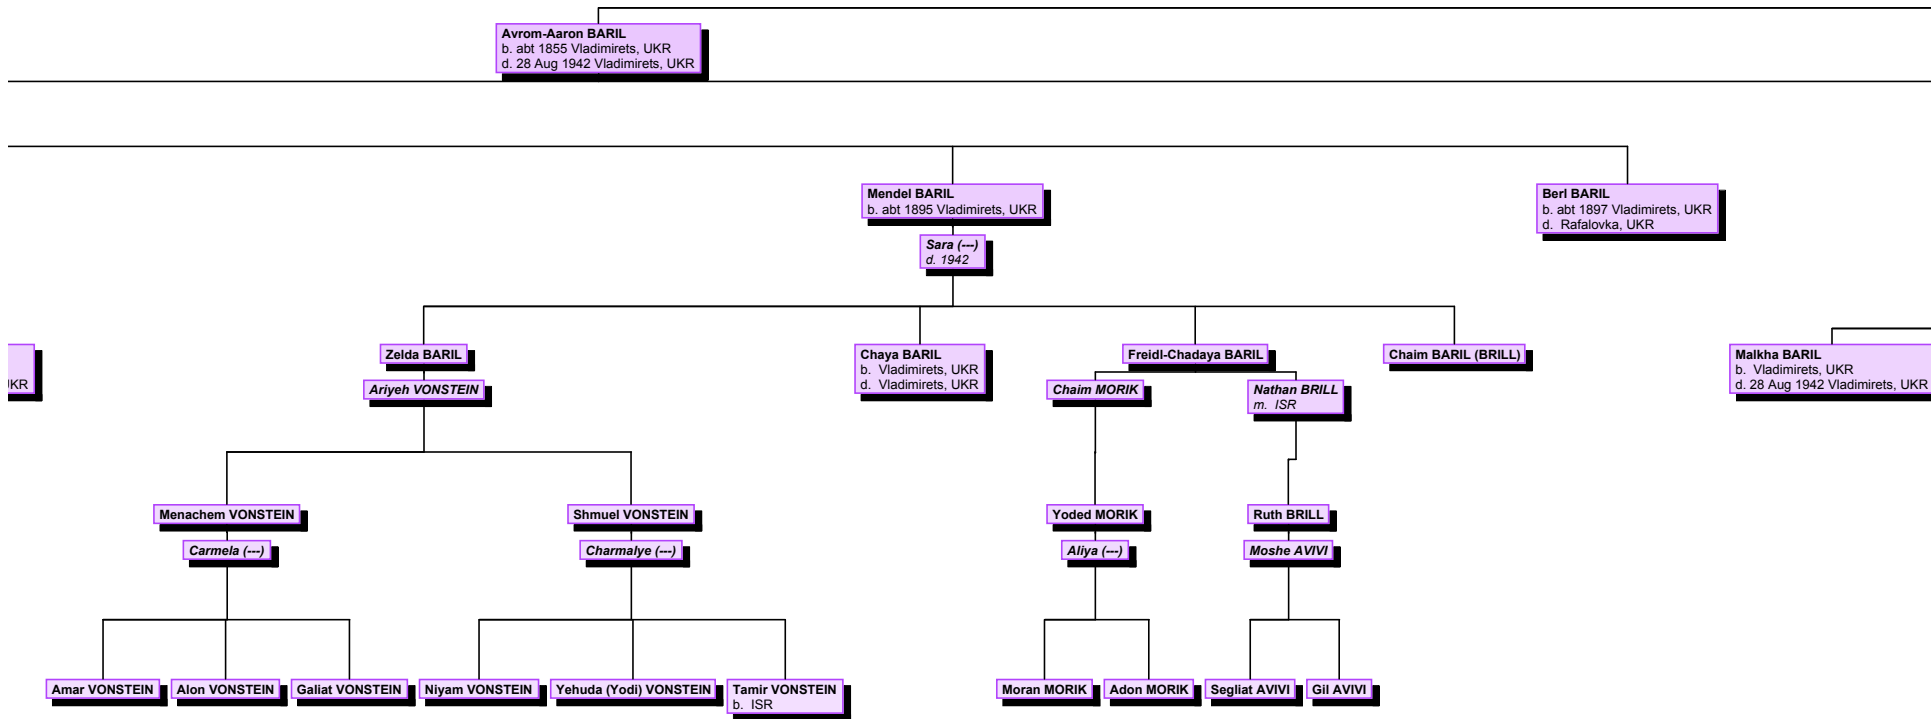 Avrom-Aaron BARIL
b. abt 1855 Vladimirets, UKR
d. 28 Aug 1942 Vladimirets, UKR
Mendel BARIL
b. abt 1895 Vladimirets, UKR
Berl BARIL
b. abt 1897 Vladimirets, UKR
d. Rafalovka, UKR
Sara (---)
d. 1942
UKR
Zelda BARIL
Chaya BARIL
b. Vladimirets, UKR
d. Vladimirets, UKR
Freidl-Chadaya BARIL
Chaim BARIL (BRILL)
Malkha BARIL
b. Vladimirets, UKR
d. 28 Aug 1942 Vladimirets, UKR
Ariyeh VONSTEIN
Chaim MORIK
Nathan BRILL
m. ISR
Menachem VONSTEIN
Shmuel VONSTEIN
Yoded MORIK
Ruth BRILL
Carmela (---)
Charmalye (---)
Aliya (---)
Moshe AVIVI
Amar VONSTEIN
Alon VONSTEIN
Galiat VONSTEIN
Niyam VONSTEIN
Yehuda (Yodi) VONSTEIN
Tamir VONSTEIN
b. ISR
Moran MORIK
Adon MORIK
Segliat AVIVI
Gil AVIVI